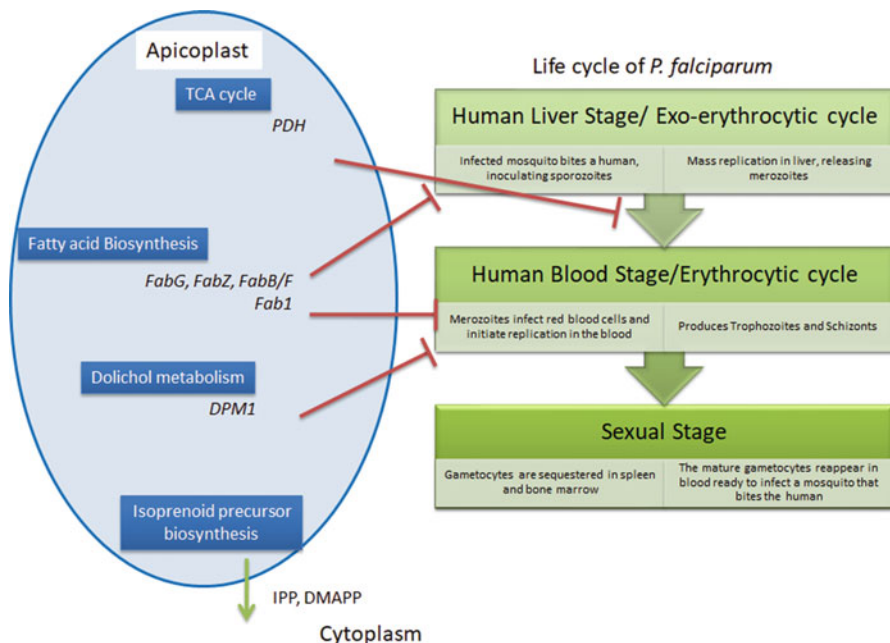 Apicoplast
TCA cycle
PDH
Fatty acid Biosynthesis
FabG, FabZ, FabB/F
Fab1
Dolichol metabolism
DPM1
Isoprenoid precursor
biosynthesis
IPP, DMAPP
Cytoplasm
Life cycle of P. falciparum
Human Liver Stage/ Exo-erythrocytic cycle
Infected mosquito bites a human,
inoculating sporozoites
Mass replication in liver, releasing
merozoites
Human Blood Stage/Erythrocytic cycle
Merozoites infect red blood cells and
initiate replication in the blood
Produces Trophozoites and Schizonts
Sexual Stage
Gametocytes are sequestered in spleen
and bone marrow
The mature gametocytes reappear in
blood ready to infect a mosquito that
bites the human